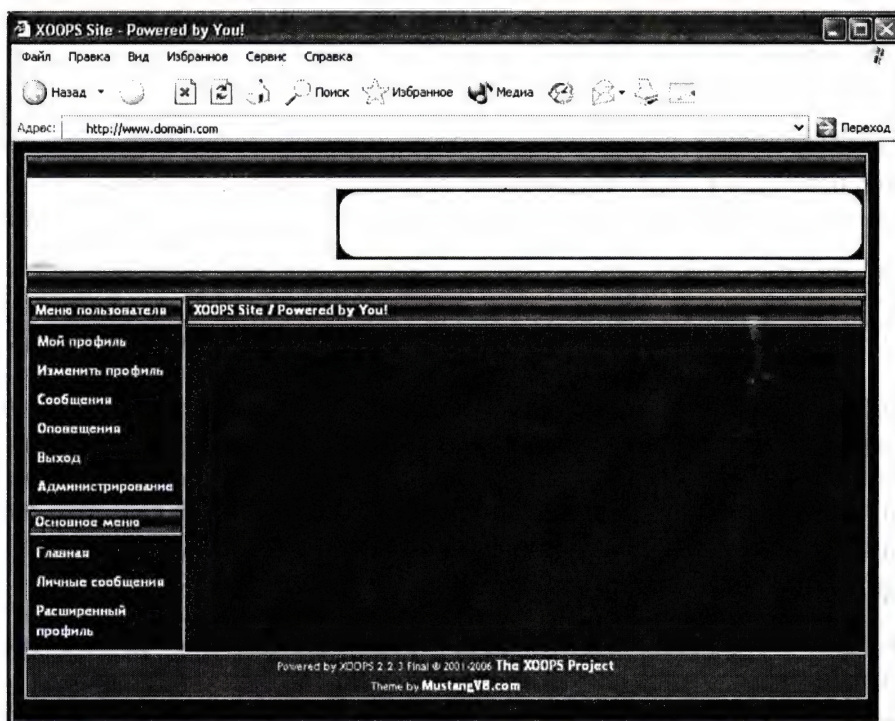 XOOPS Site - Powered by You!
Файл Правка Вид Избранное Сервис Справка
Назад Поиск Избранное Медиа
Адрес: http://www.domain.com Переход
Меню пользователя
XOOPS Site / Powered by You!
Мой профиль
Изменить профиль
Сообщения
Оповещения
Выход
Администрирование
Основное меню
Главная
Личные сообщения
Расширенный
профиль
Powered by XOOPS 2.2.3 Final © 2001-2006 The XOOPS Project
Theme by MustangV8.com